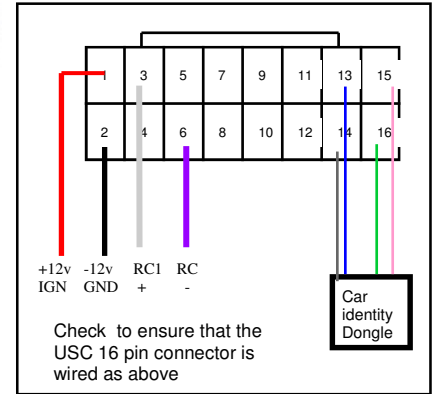 1 3 5 7 9 11 13 15
2 4 6 8 10 12 14 16
+12v -12v RC1 RC
IGN GND + -
Car
identity
Dongle
Check to ensure that the
USC 16 pin connector is
wired as above